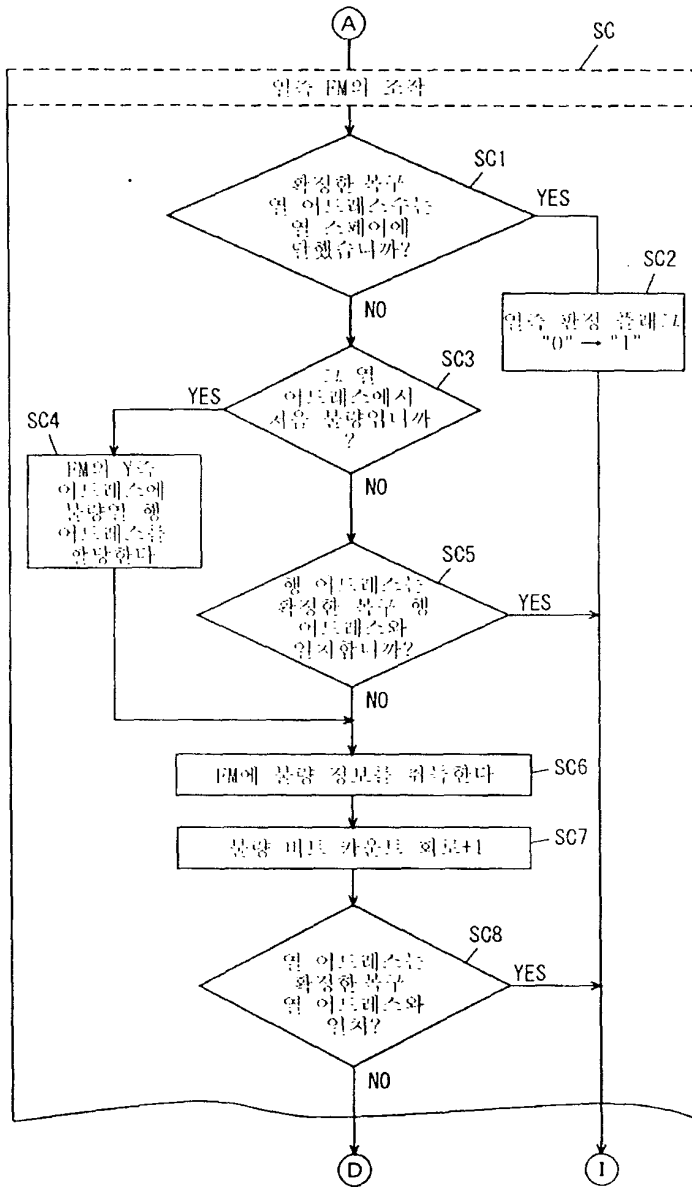 A
SC
열측 FM의 조작
SC1
확정한 복구
열 어드레스수는
열 스페어에
달했습니까?
YES
NO
SC2
열측 판정 플래그
"0" → "1"
SC3
그 열
어드레스에서
처음 불량입니까
?
YES
NO
SC4
FM의 Y측
어드레스에
불량일 행
어드레스를
할당한다
SC5
행 어드레스는
확정한 복구 행
어드레스와
일치합니까?
YES
NO
FM에 불량 정보를 취득한다
SC6
불량 비트 카운트 회로+1
SC7
SC8
열 어드레스는
확정한 복구
열 어드레스와
일치?
YES
NO
D
I